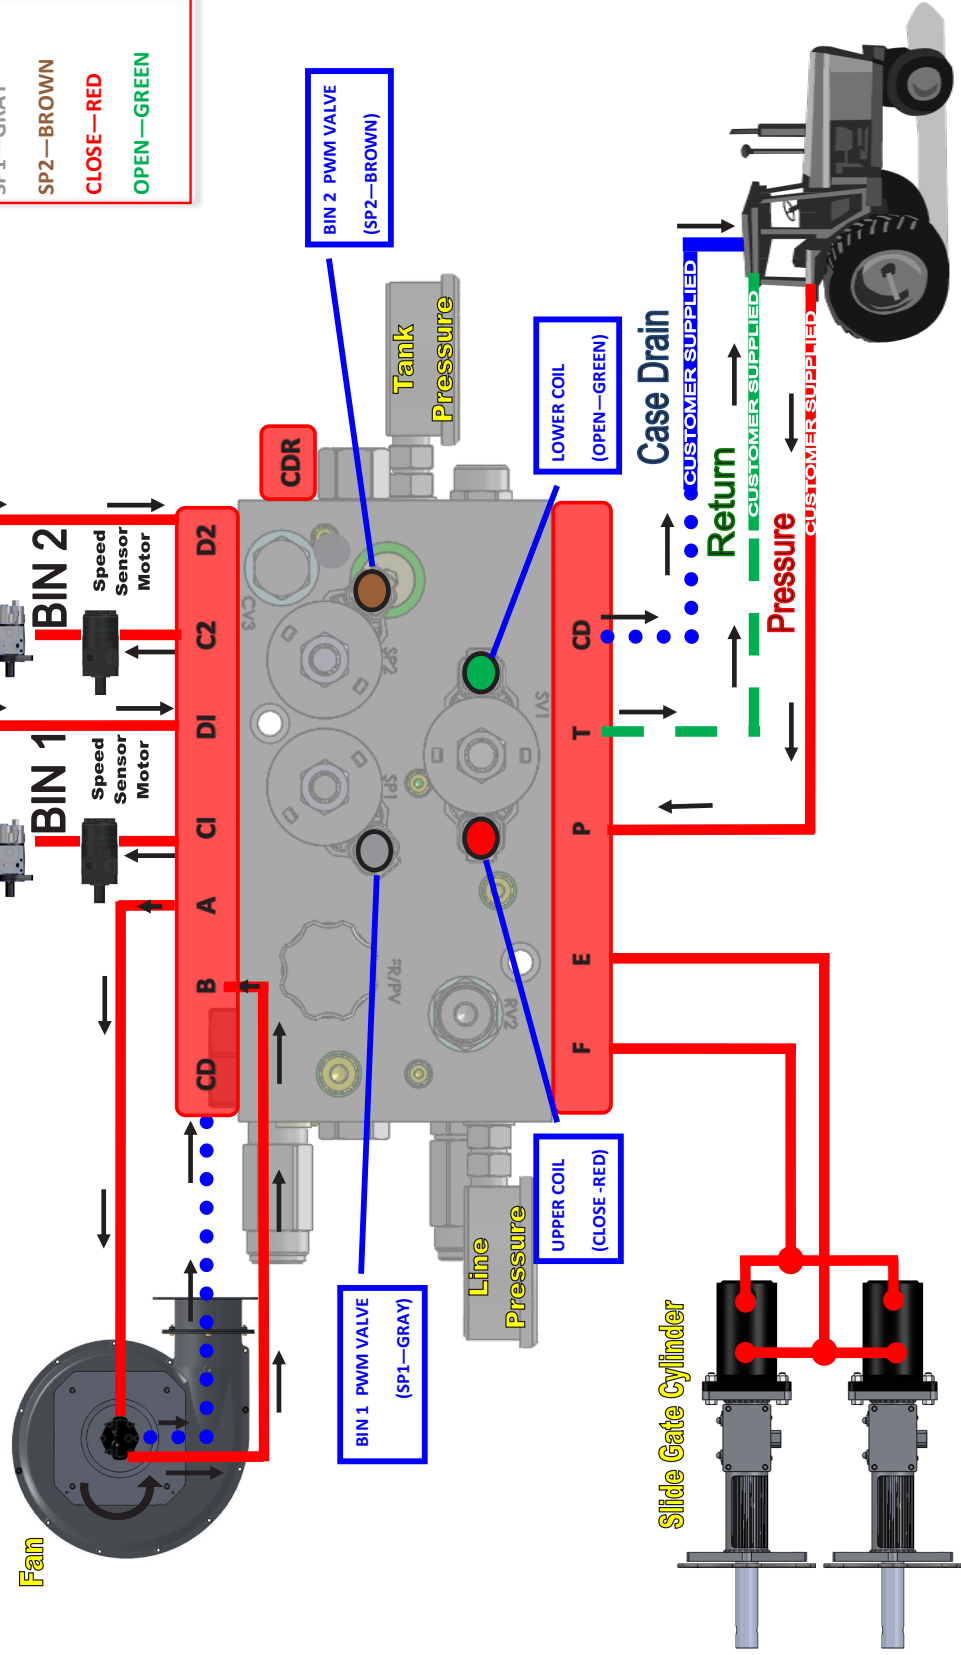 SP1—GRAY
SP2—BROWN
CLOSE—RED
OPEN—GREEN
BIN 2 PWM VALVE
(SP2—BROWN)
Tank
Pressure
LOWER COIL
(OPEN—GREEN)
Case Drain
CUSTOMER SUPPLIED
Return
CUSTOMER SUPPLIED
Pressure
CUSTOMER SUPPLIED
CDR
BIN 2
Speed
Sensor
Motor
BIN 1
Speed
Sensor
Motor
D2
C2
DI
CI
A
B
CD
CV3
SP2
SP1
SV1
RV2
CD
T
P
E
F
Line
Pressure
UPPER COIL
(CLOSE -RED)
BIN 1 PWM VALVE
(SP1—GRAY)
Slide Gate Cylinder
Fan